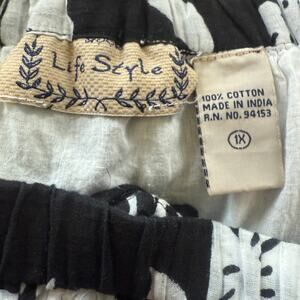 Life Style
100% COTTON
MADE IN INDIA
R.N. NO. 94153
1X